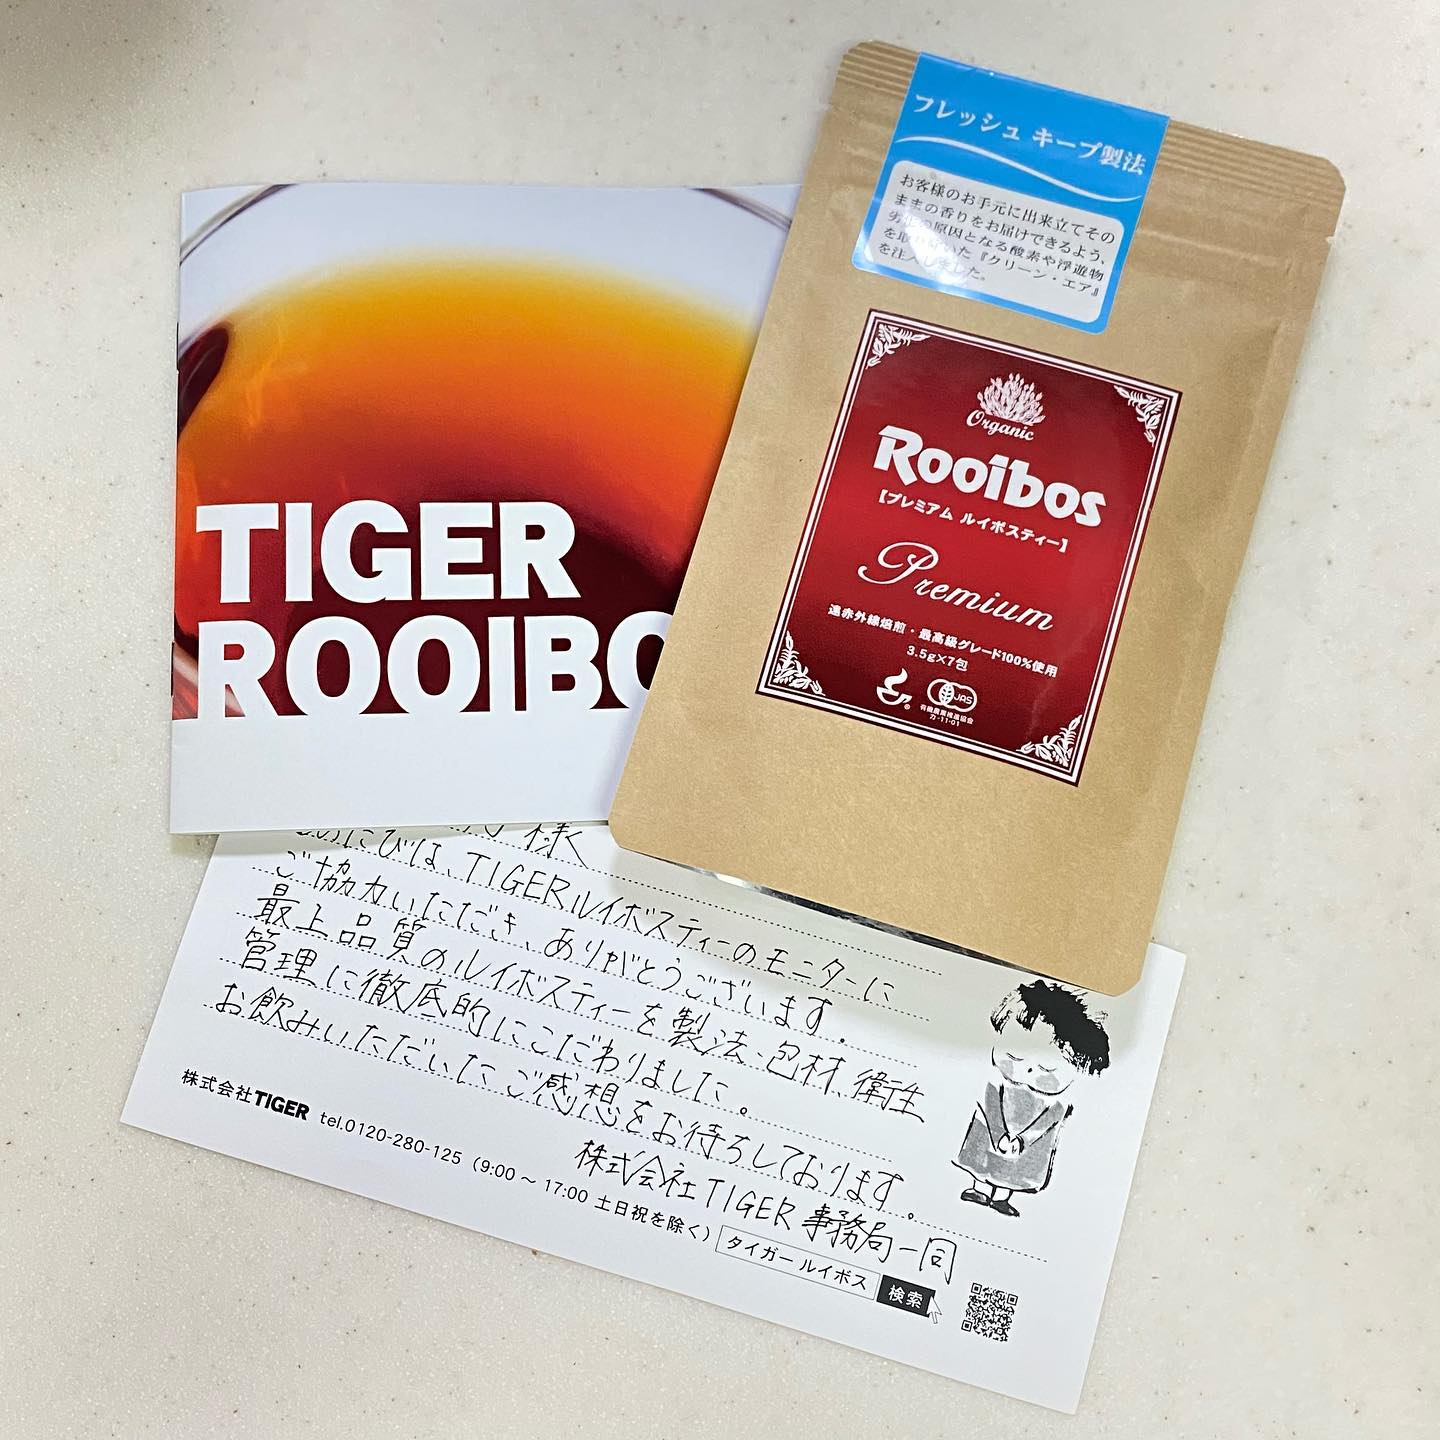 フレッシュ キープ製法
お客様のお手元に出来立てその
ままの香りをお届けできるよう、
の原因となる酸素や浮遊物
を取り いた『クリーン・エア』
を注入しました。
Organic
Rooibos
【プレミアム ルイボスティー】
Premium
遠赤外線焙煎・最高級グレード100%使用
3.5g×7包
JAS
有機農業推進協会
カ-11-01
TIGER
ROOIBO
様
このたびは、TIGERルイボスティーのモニターに
ご協力いただき、ありがとうございます。
最上品質のルイボスティーを製法、包材、衛生
管理に徹底的にこだわりました。
お飲みいただいたご感想をお待ちしております。
株式会社TIGER 事務局一同
株式会社TIGER tel.0120-280-125 (9:00～17:00 土日祝を除く)
タイガー ルイボス 検索